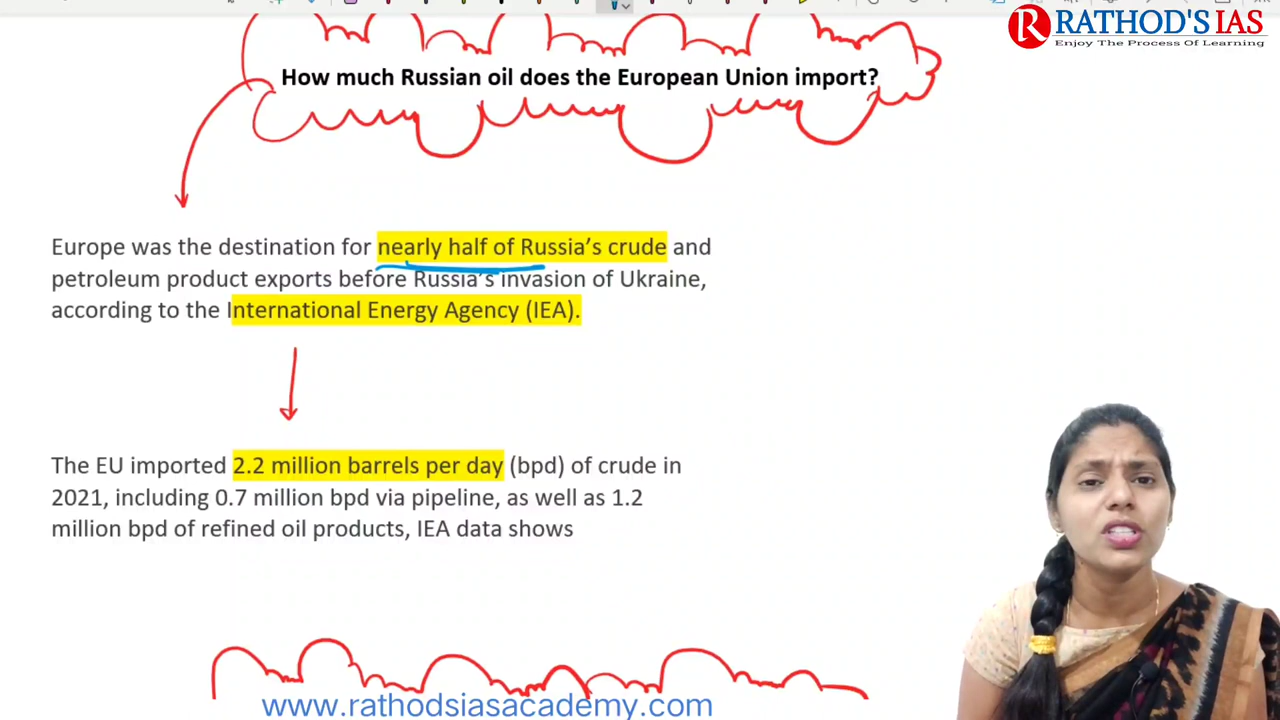 RATHOD'S IAS
Enjoy The Process Of Learning
How much Russian oil does the European Union import?
Europe was the destination for nearly half of Russia’s crude and
petroleum product exports before Russia’s invasion of Ukraine,
according to the International Energy Agency (IEA).
The EU imported 2.2 million barrels per day (bpd) of crude in
2021, including 0.7 million bpd via pipeline, as well as 1.2
million bpd of refined oil products, IEA data shows
www.rathodsiasacademy.com